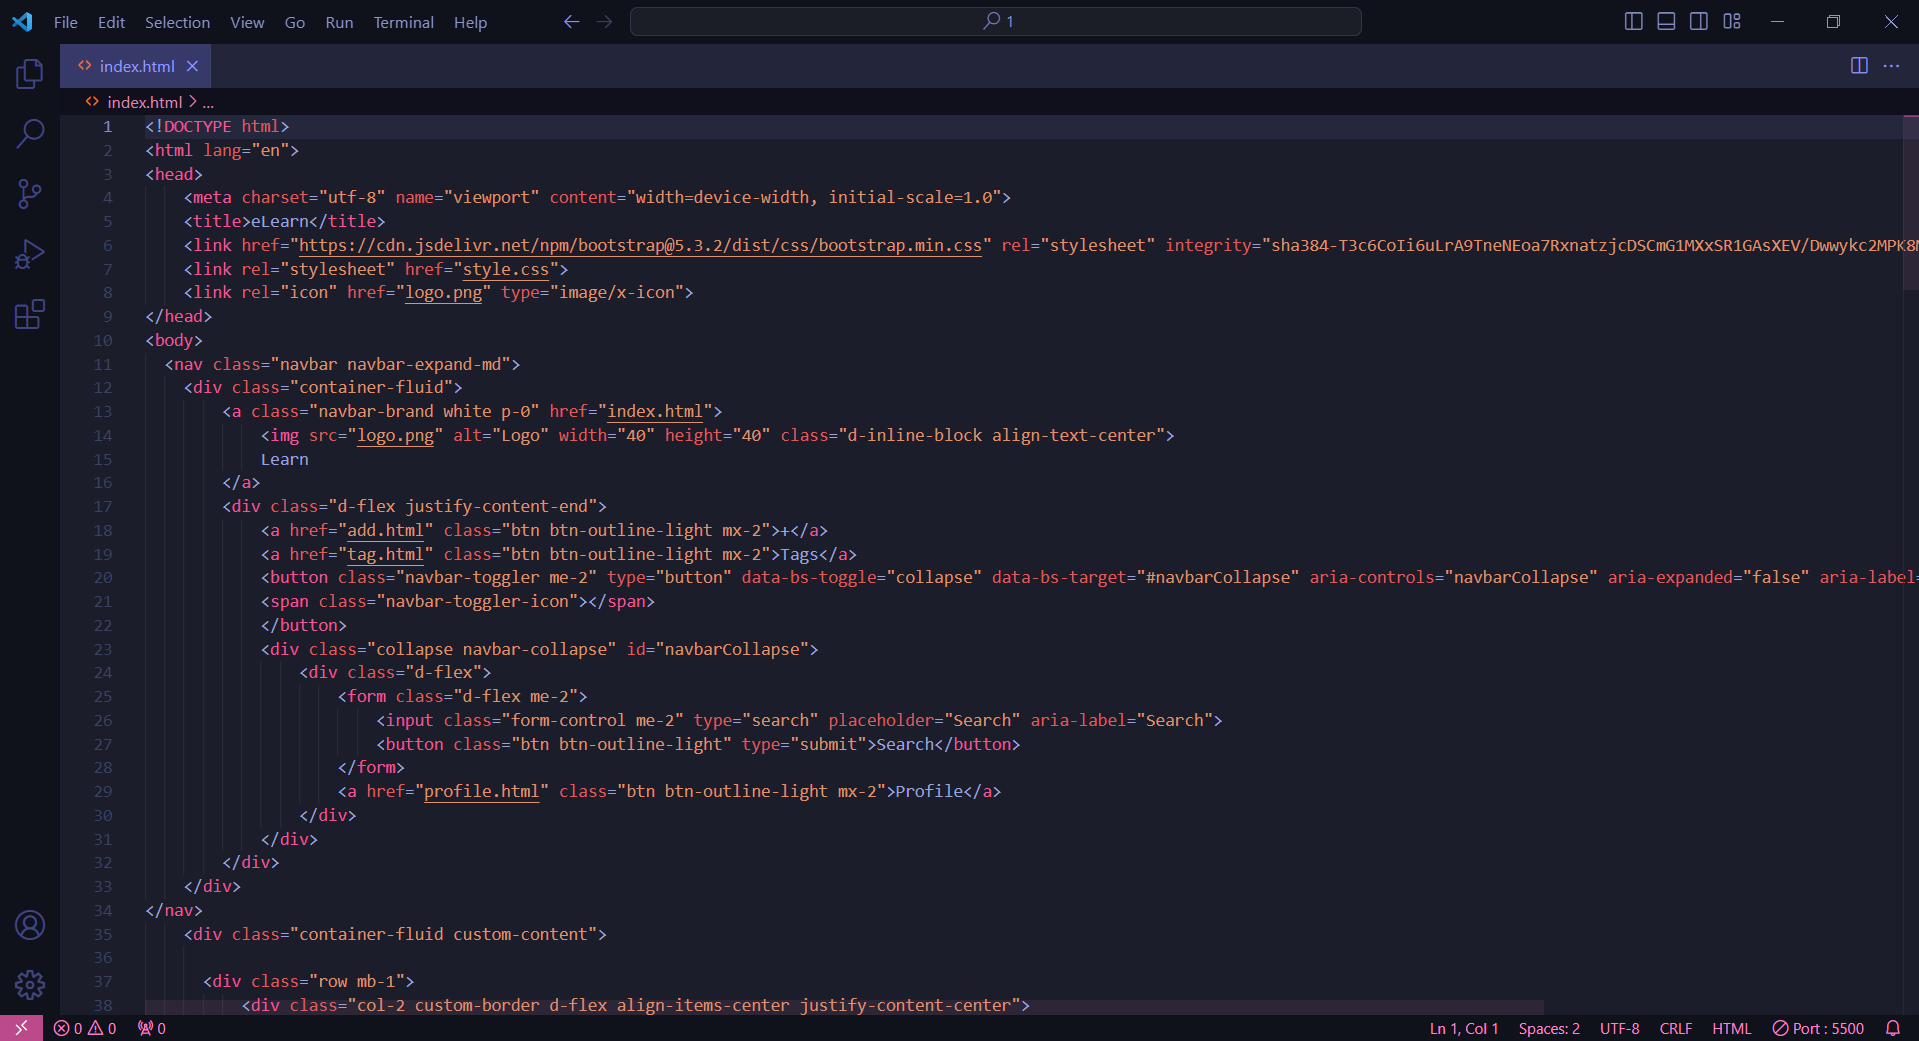 File Edit Selection View Go Run Terminal Help 1
index.html
index.html > ...
1 <!DOCTYPE html>
2 <html lang="en">
3 <head>
4 <meta charset="utf-8" name="viewport" content="width=device-width, initial-scale=1.0">
5 <title>eLearn</title>
6 <link href="https://cdn.jsdelivr.net/npm/bootstrap@5.3.2/dist/css/bootstrap.min.css" rel="stylesheet" integrity="sha384-T3c6CoIi6uLrA9TneNEoa7RxnatzjcDSCmG1MXxSR1GAsXEV/Dwwykc2MPK8M
7 <link rel="stylesheet" href="style.css">
8 <link rel="icon" href="logo.png" type="image/x-icon">
9 </head>
10 <body>
11 <nav class="navbar navbar-expand-md">
12 <div class="container-fluid">
13 <a class="navbar-brand white p-0" href="index.html">
14 <img src="logo.png" alt="Logo" width="40" height="40" class="d-inline-block align-text-center">
15 Learn
16 </a>
17 <div class="d-flex justify-content-end">
18 <a href="add.html" class="btn btn-outline-light mx-2">+</a>
19 <a href="tag.html" class="btn btn-outline-light mx-2">Tags</a>
20 <button class="navbar-toggler me-2" type="button" data-bs-toggle="collapse" data-bs-target="#navbarCollapse" aria-controls="navbarCollapse" aria-expanded="false" aria-label=
21 <span class="navbar-toggler-icon"></span>
22 </button>
23 <div class="collapse navbar-collapse" id="navbarCollapse">
24 <div class="d-flex">
25 <form class="d-flex me-2">
26 <input class="form-control me-2" type="search" placeholder="Search" aria-label="Search">
27 <button class="btn btn-outline-light" type="submit">Search</button>
28 </form>
29 <a href="profile.html" class="btn btn-outline-light mx-2">Profile</a>
30 </div>
31 </div>
32 </div>
33 </div>
34 </nav>
35 <div class="container-fluid custom-content">
36
37 <div class="row mb-1">
38 <div class="col-2 custom-border d-flex align-items-center justify-content-center">
0 0 0 Ln 1, Col 1 Spaces: 2 UTF-8 CRLF HTML Port : 5500